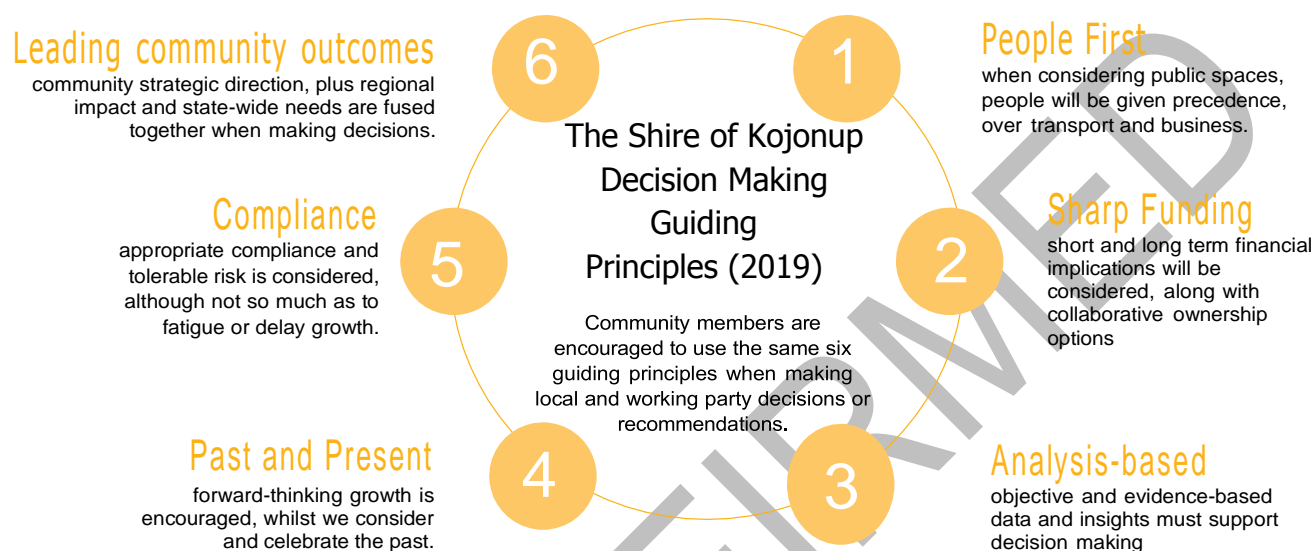 The Shire of Kojonup
Decision Making
Guiding
Principles (2019)
Community members are
encouraged to use the same six
guiding principles when making
local and working party decisions or
recommendations.
1
People First
when considering public spaces,
people will be given precedence,
over transport and business.
2
Sharp Funding
short and long term financial
implications will be
considered, along with
collaborative ownership
options
3
Analysis-based
objective and evidence-based
data and insights must support
decision making
4
Past and Present
forward-thinking growth is
encouraged, whilst we consider
and celebrate the past.
5
Compliance
appropriate compliance and
tolerable risk is considered,
although not so much as to
fatigue or delay growth.
6
Leading community outcomes
community strategic direction, plus regional
impact and state-wide needs are fused
together when making decisions.